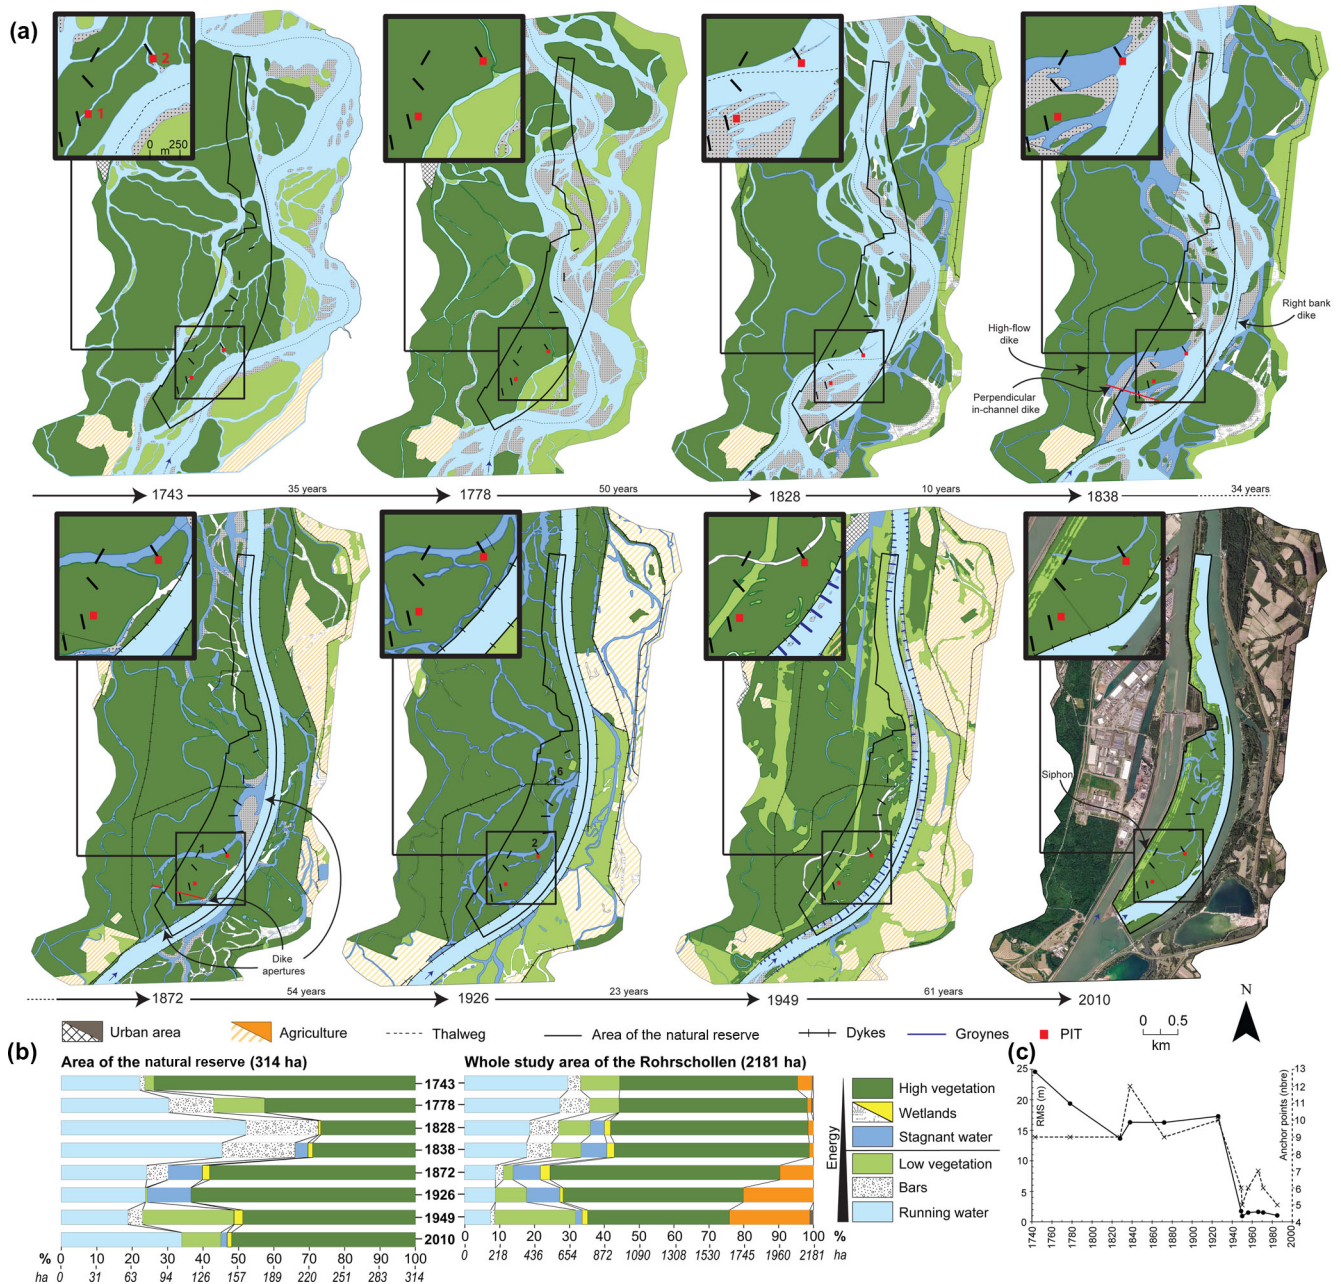 (a)
2
1
0 250
m
High-flow
dike
Right bank
dike
Perpendicular
in-channel dike
1743
35 years
1778
50 years
1828
10 years
1838
34 years
1
Dike
apertures
6
2
Siphon
1872
54 years
1926
23 years
1949
61 years
2010
Urban area
Agriculture
Thalweg
Area of the natural reserve
Dykes
Groynes
PIT
0 0.5
km
N
(b)
Area of the natural reserve (314 ha)
Whole study area of the Rohrschollen (2181 ha)
1743
1778
1828
1838
1872
1926
1949
2010
% 0 10 20 30 40 50 60 70 80 90 100
ha 0 31 63 94 126 157 189 220 251 283 314
0 10 20 30 40 50 60 70 80 90 100 %
0 218 436 654 872 1090 1308 1530 1745 1960 2181 ha
Energy
High vegetation
Wetlands
Stagnant water
Low vegetation
Bars
Running water
(c)
RMS (m)
25
20
15
10
5
0
Anchor points (nbre)
13
12
11
10
9
8
7
6
5
4
1740 1760 1780 1800 1820 1840 1860 1880 1900 1920 1940 1960 1980 2000